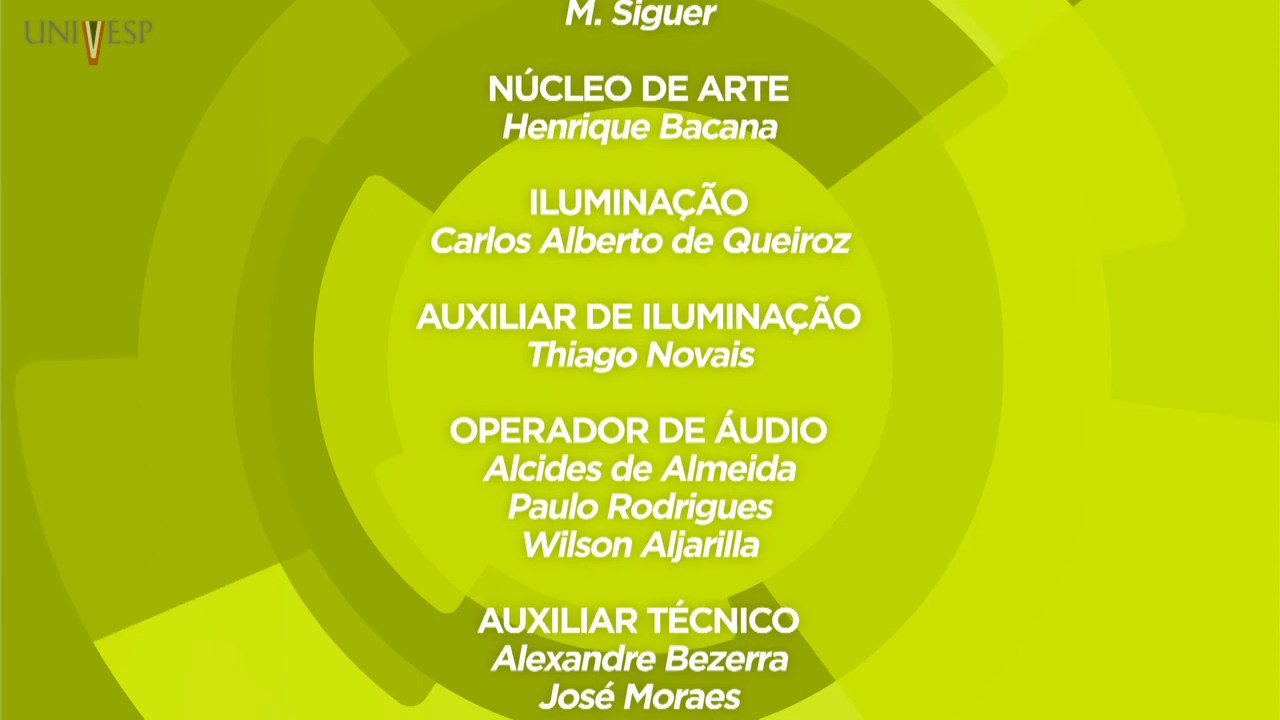 UNIVESP
M. Siguer
NÚCLEO DE ARTE
Henrique Bacana
ILUMINAÇÃO
Carlos Alberto de Queiroz
AUXILIAR DE ILUMINAÇÃO
Thiago Novais
OPERADOR DE ÁUDIO
Alcides de Almeida
Paulo Rodrigues
Wilson Aljarilla
AUXILIAR TÉCNICO
Alexandre Bezerra
José Moraes